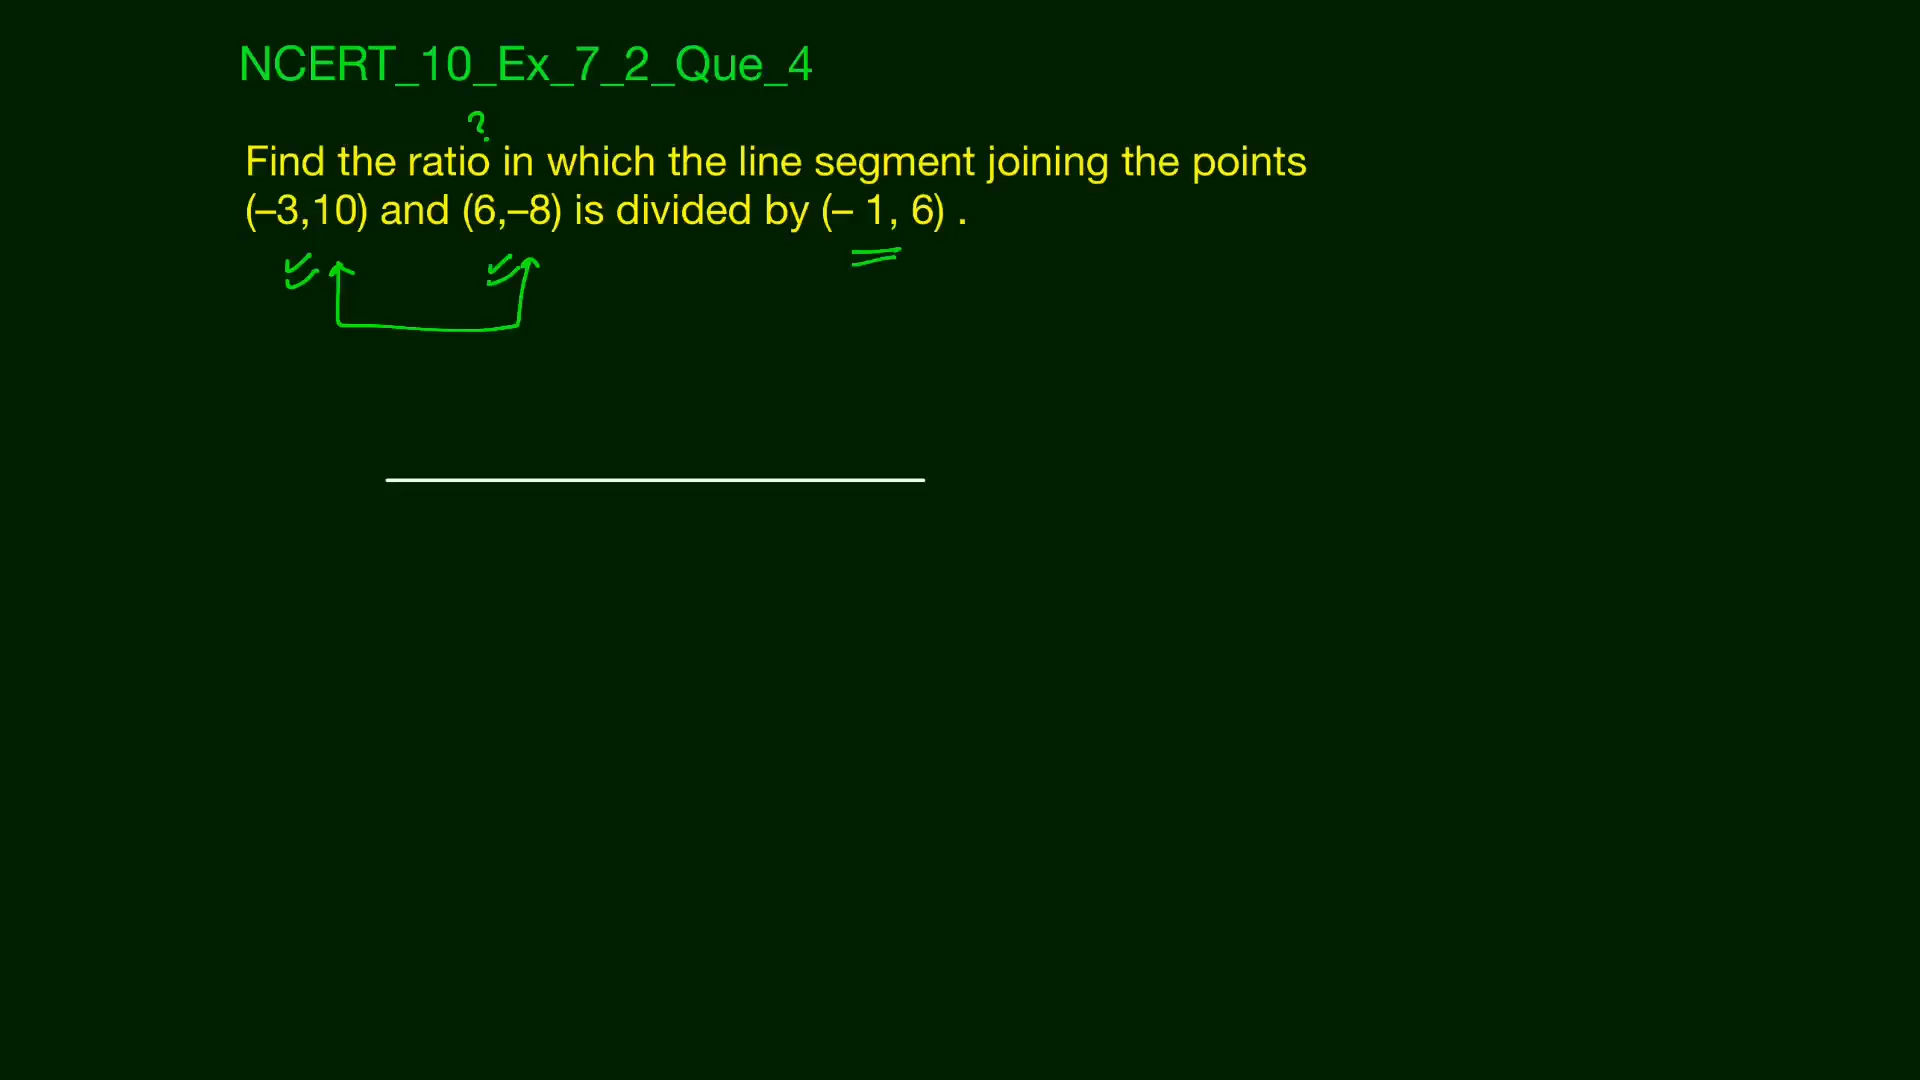 NCERT_10_Ex_7_2_Que_4
?
Find the ratio in which the line segment joining the points
(–3,10) and (6,–8) is divided by (– 1, 6) .